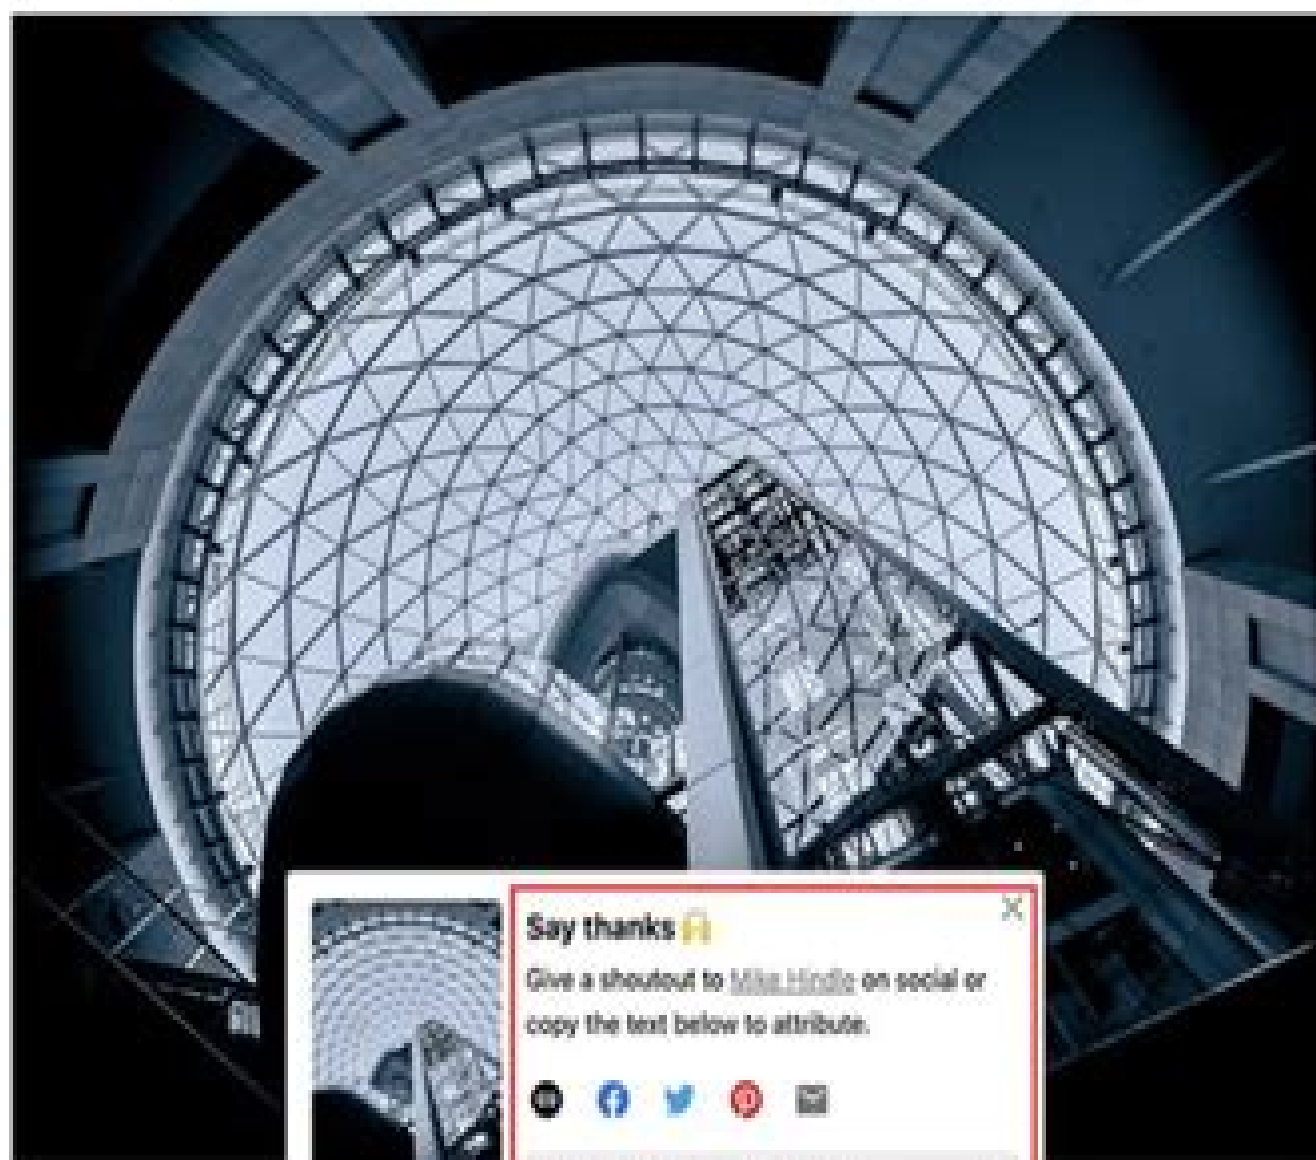 Say thanks 🙌
Give a shoutout to Mike Hindle on social or
copy the text below to attribute.